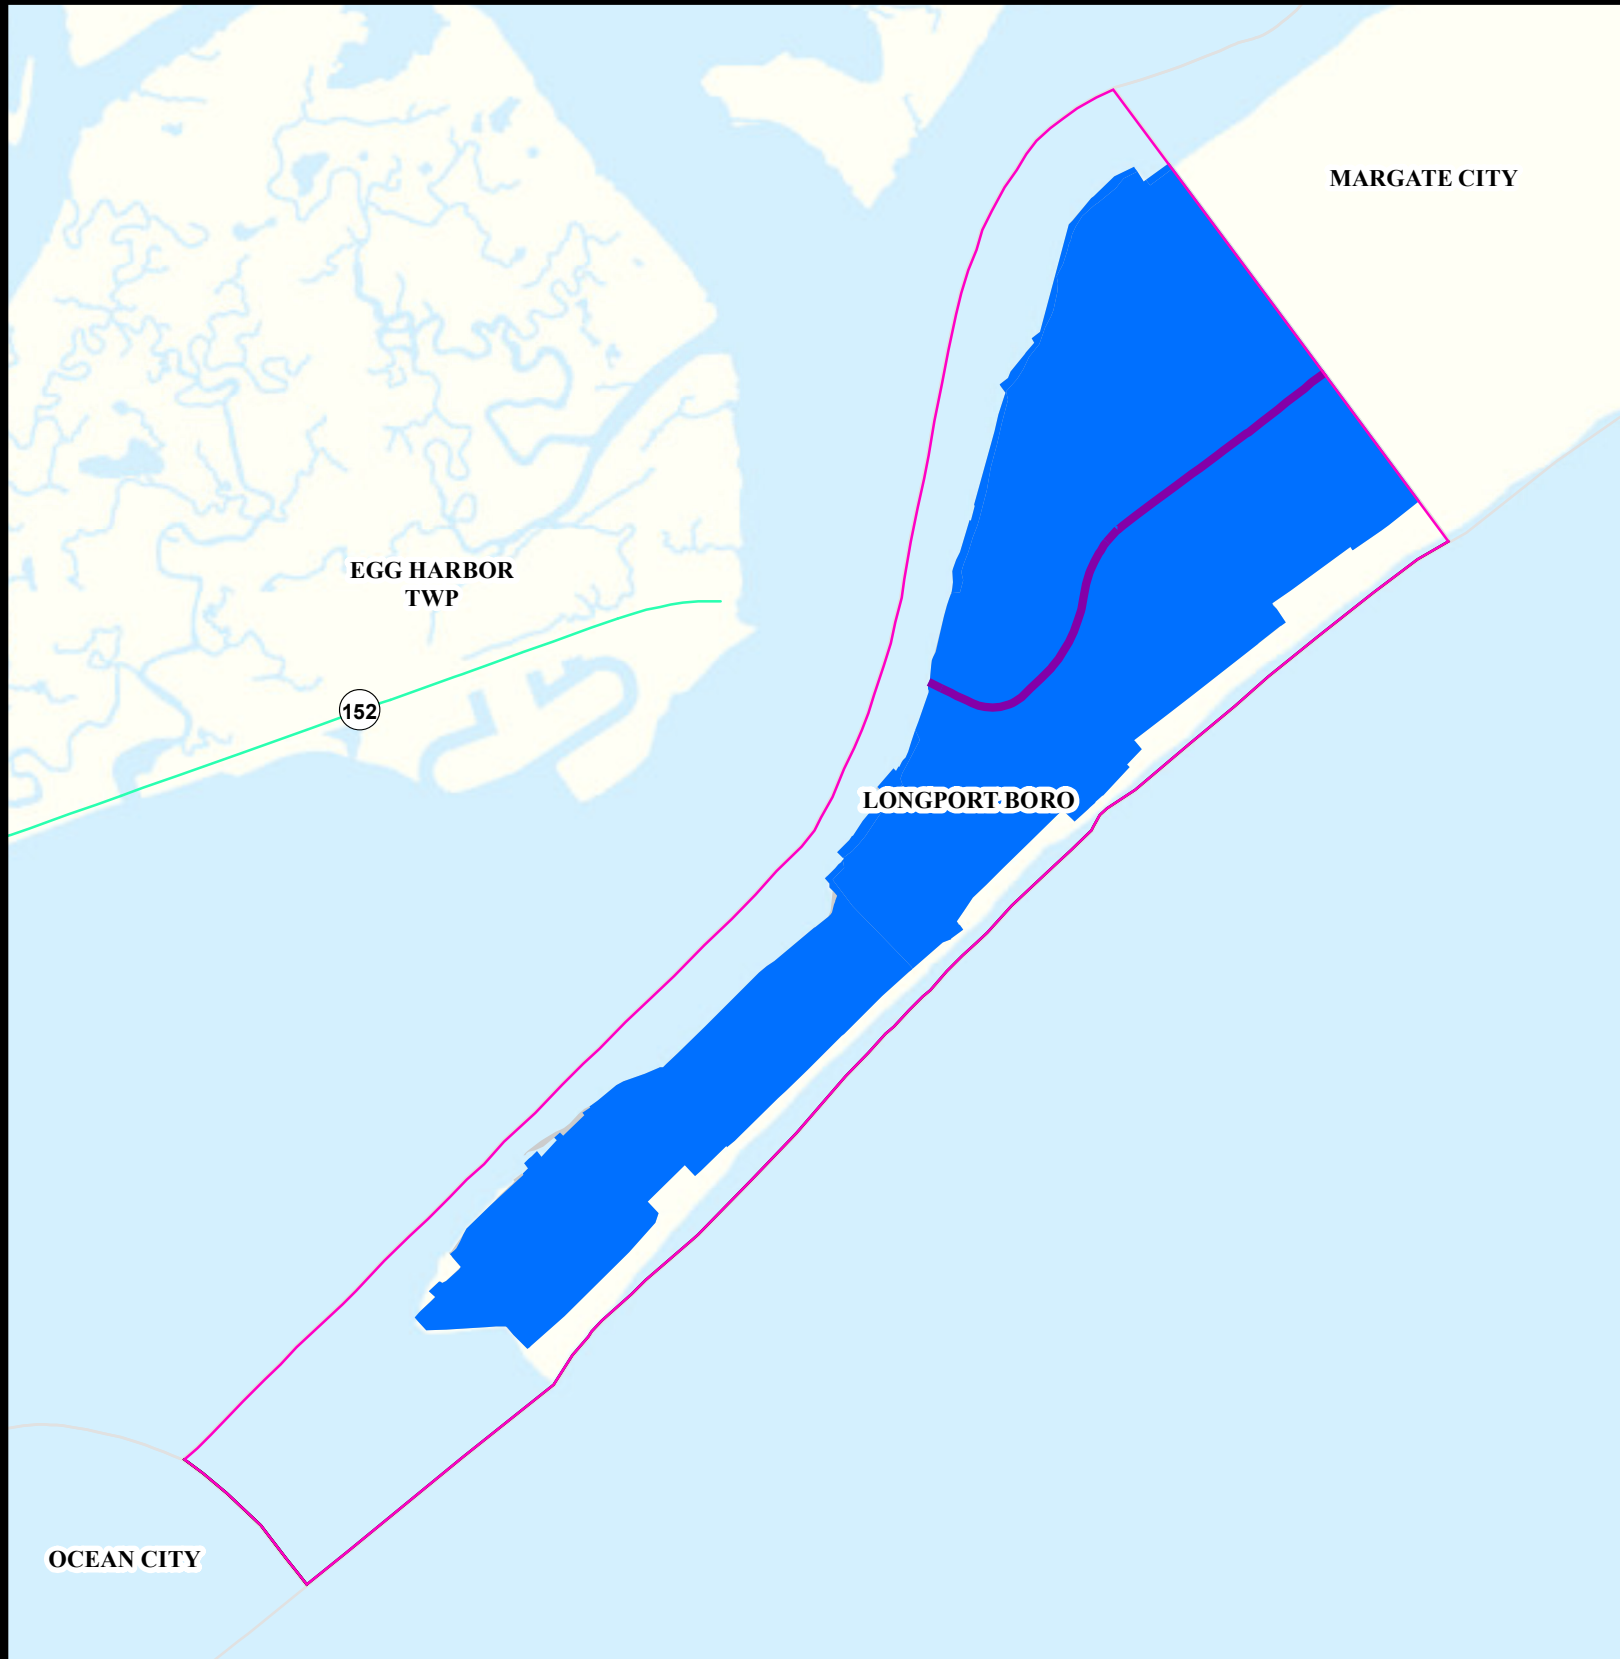 MARGATE CITY
EGG HARBOR
TWP
152
LONGPORT BORO
OCEAN CITY